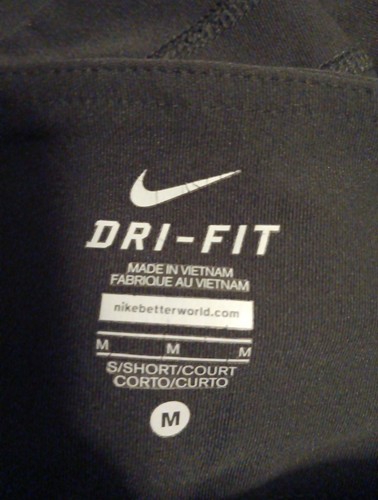 DRI-FIT
MADE IN VIETNAM
FABRIQUE AU VIETNAM
nikebetterworld.com
M M M
S/SHORT/COURT
CORTO/CURTO
M